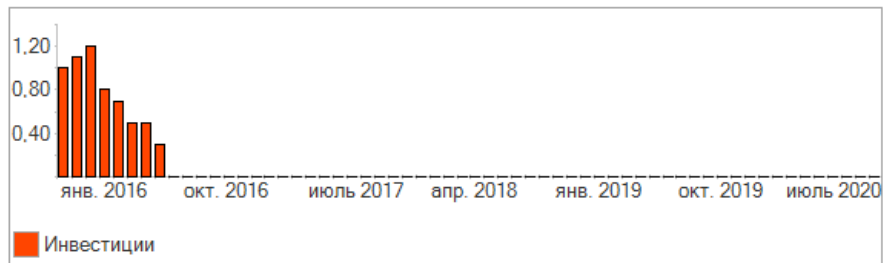 1,20
0,80
0,40
янв. 2016 окт. 2016 июль 2017 апр. 2018 янв. 2019 окт. 2019 июль 2020
Инвестиции